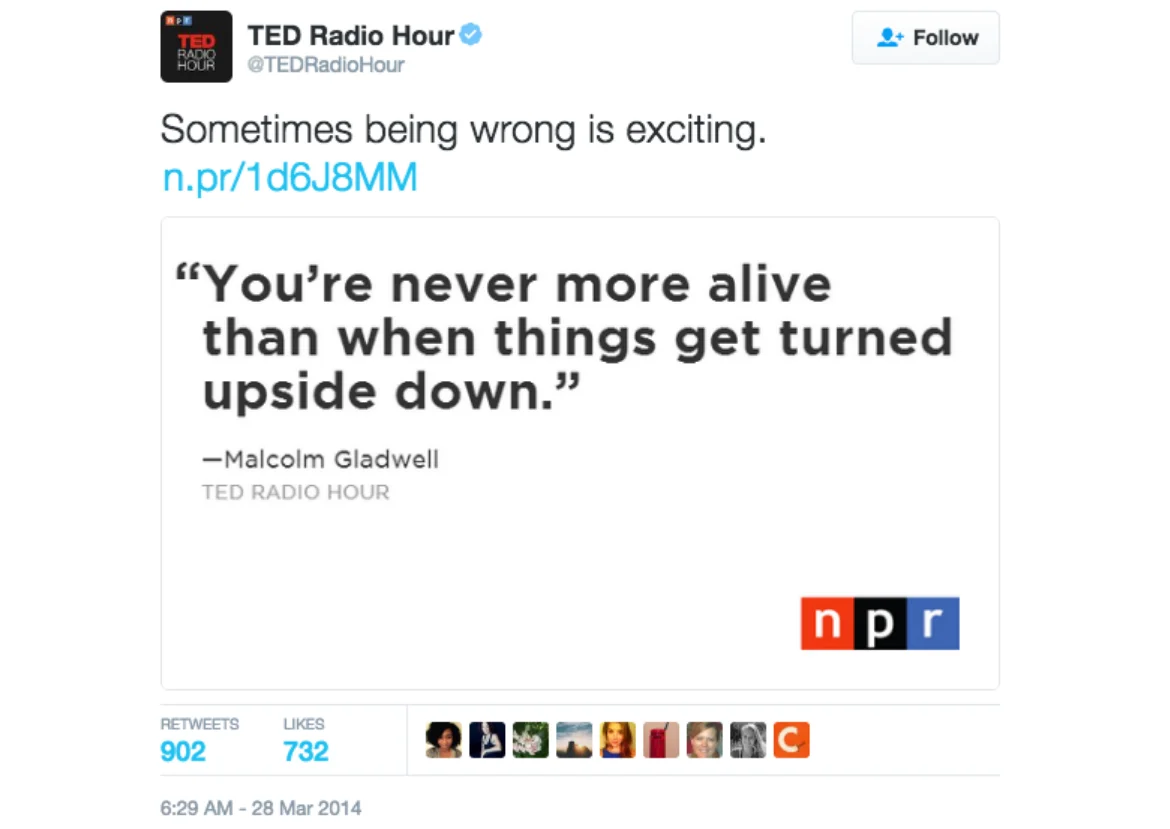 npr
TED
RADIO
HOUR
TED Radio Hour
@TEDRadioHour
Follow
Sometimes being wrong is exciting.
n.pr/1d6J8MM
“You’re never more alive
than when things get turned
upside down.”
—Malcolm Gladwell
TED RADIO HOUR
n p r
RETWEETS
902
LIKES
732
C
6:29 AM - 28 Mar 2014